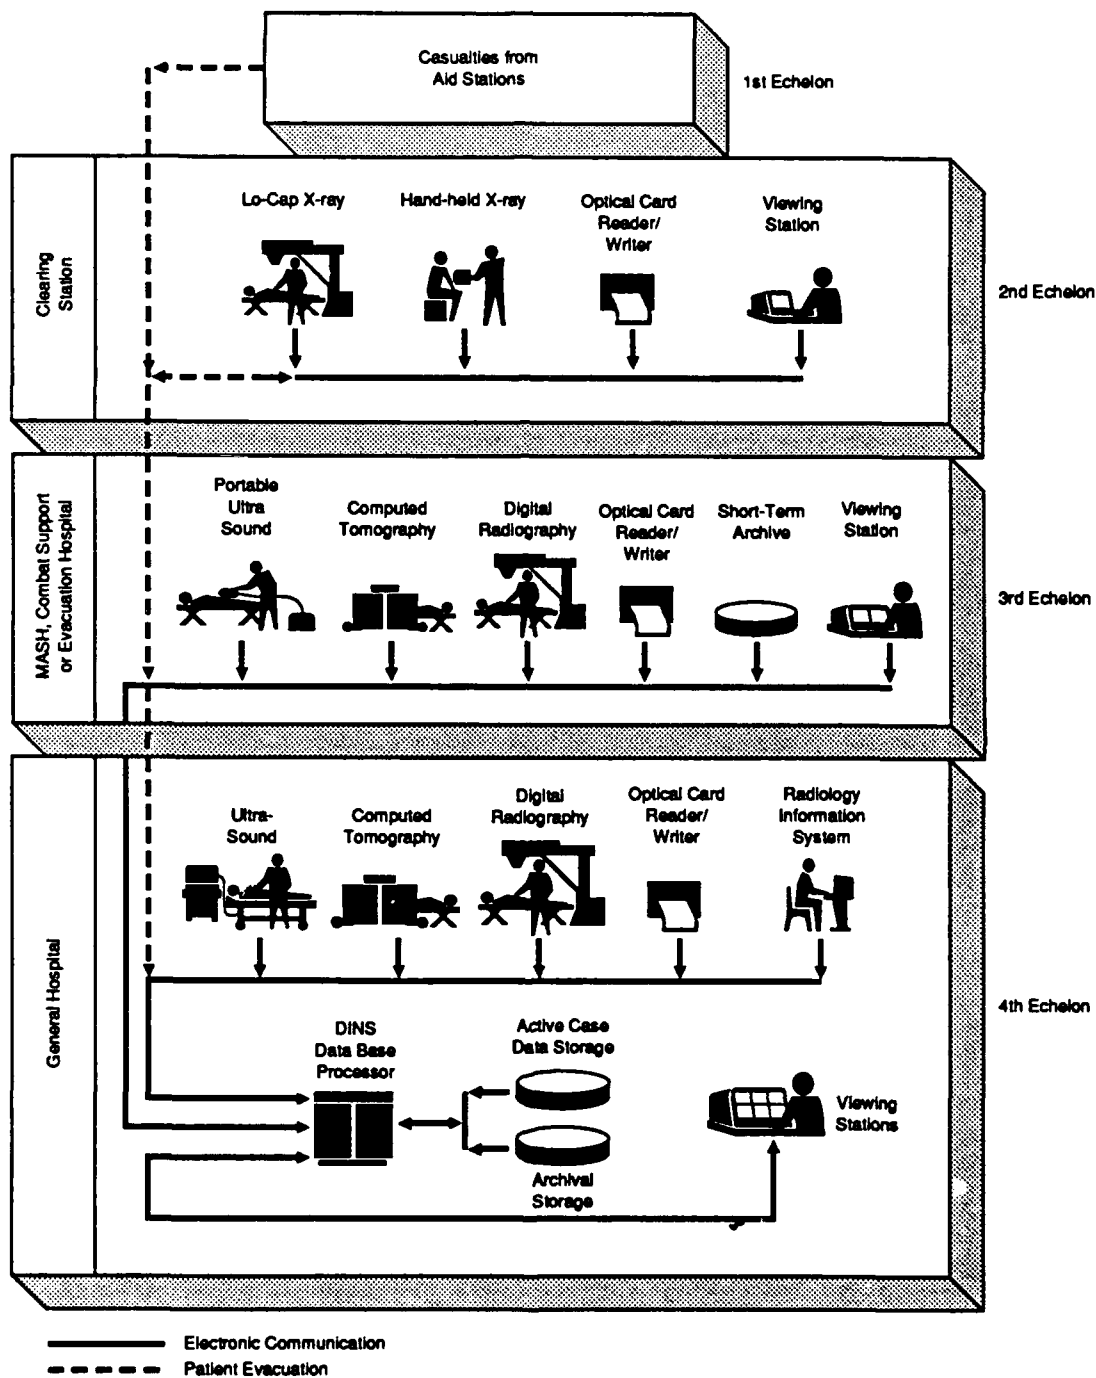 Casualties from
Aid Stations
1st Echelon
Clearing
Station
Lo-Cap X-ray
Hand-held X-ray
Optical Card
Reader/
Writer
Viewing
Station
2nd Echelon
MASH, Combat Support
or Evacuation Hospital
Portable
Ultra
Sound
Computed
Tomography
Digital
Radiography
Optical Card
Reader/
Writer
Short-Term
Archive
Viewing
Station
3rd Echelon
General Hospital
Ultra-
Sound
Computed
Tomography
Digital
Radiography
Optical Card
Reader/
Writer
Radiology
Information
System
4th Echelon
DINS
Data Base
Processor
Active Case
Data Storage
Archival
Storage
Viewing
Stations
Electronic Communication
Patient Evacuation